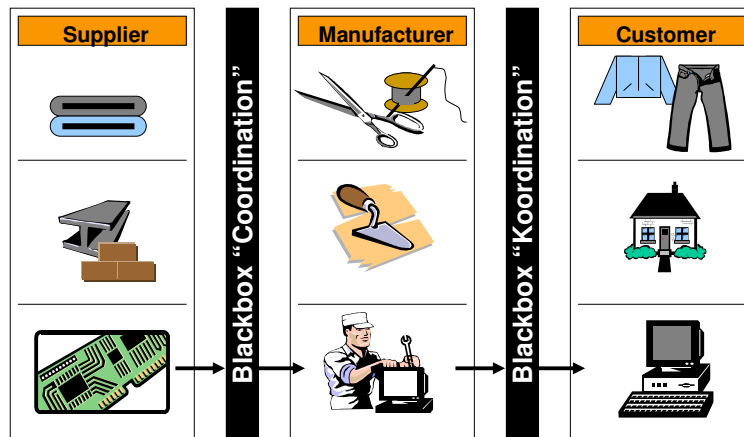 Supplier
Blackbox “Coordination”
Manufacturer
Blackbox “Koordination”
Customer